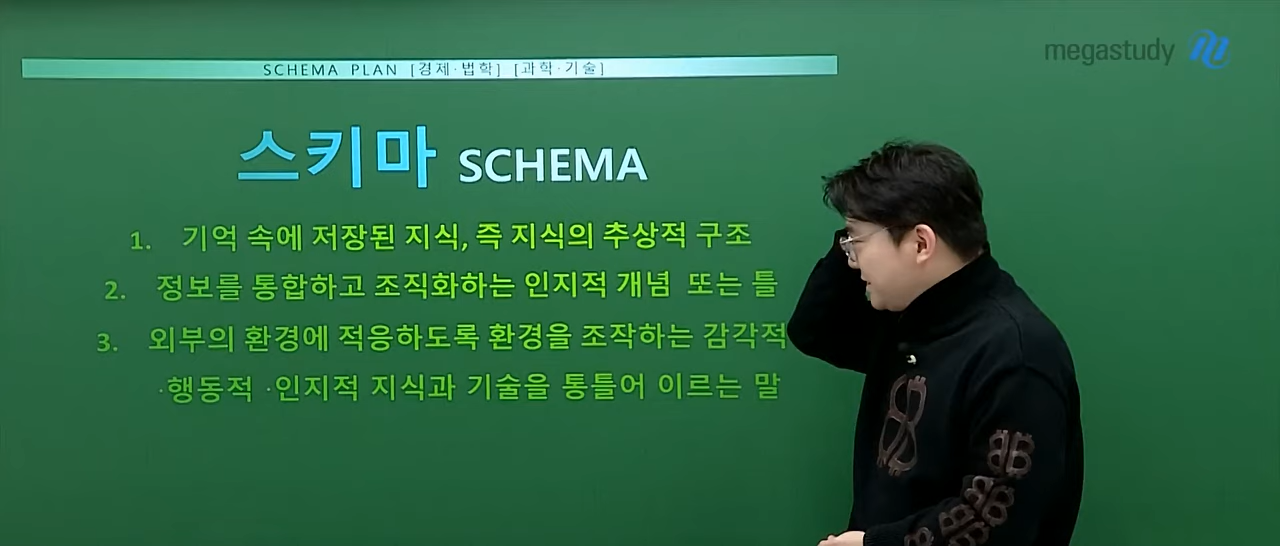 megastudy
SCHEMA PLAN [경제·법학] [과학·기술]
스키마 SCHEMA
1. 기억 속에 저장된 지식, 즉 지식의 추상적 구조
2. 정보를 통합하고 조직화하는 인지적 개념 또는 틀
3. 외부의 환경에 적응하도록 환경을 조작하는 감각적
·행동적 ·인지적 지식과 기술을 통틀어 이르는 말